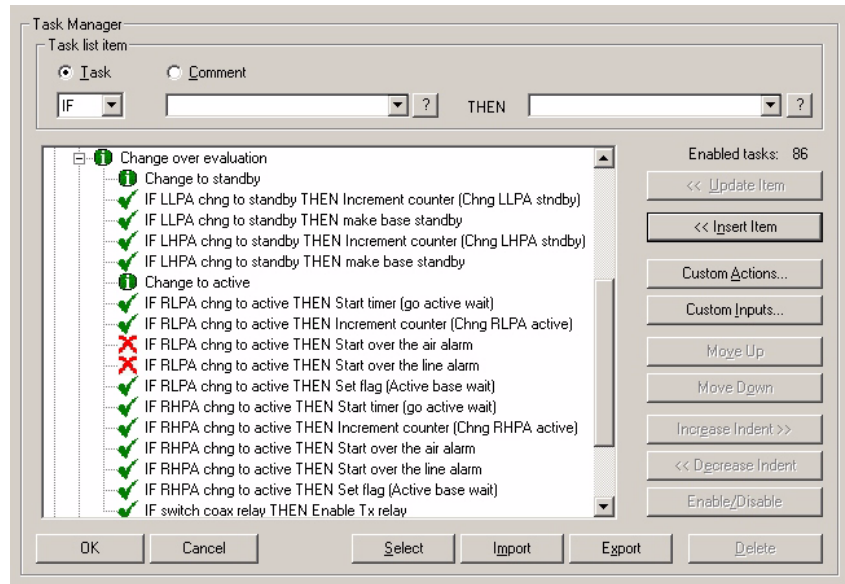 Task Manager
Task list item
Task
Comment
IF
?
THEN
?
Enabled tasks: 86
Change over evaluation
Change to standby
IF LLPA chng to standby THEN Increment counter (Chng LLPA stndby)
IF LLPA chng to standby THEN make base standby
IF LHPA chng to standby THEN Increment counter (Chng LHPA stndby)
IF LHPA chng to standby THEN make base standby
Change to active
IF RLPA chng to active THEN Start timer (go active wait)
IF RLPA chng to active THEN Increment counter (Chng RLPA active)
IF RLPA chng to active THEN Start over the air alarm
IF RLPA chng to active THEN Start over the line alarm
IF RLPA chng to active THEN Set flag (Active base wait)
IF RHPA chng to active THEN Start timer (go active wait)
IF RHPA chng to active THEN Increment counter (Chng RHPA active)
IF RHPA chng to active THEN Start over the air alarm
IF RHPA chng to active THEN Start over the line alarm
IF RHPA chng to active THEN Set flag (Active base wait)
IF switch coax relay THEN Enable Tx relay
<< Update Item
<< Insert Item
Custom Actions...
Custom Inputs...
Move Up
Move Down
Increase Indent >>
<< Decrease Indent
Enable/Disable
OK
Cancel
Select
Import
Export
Delete